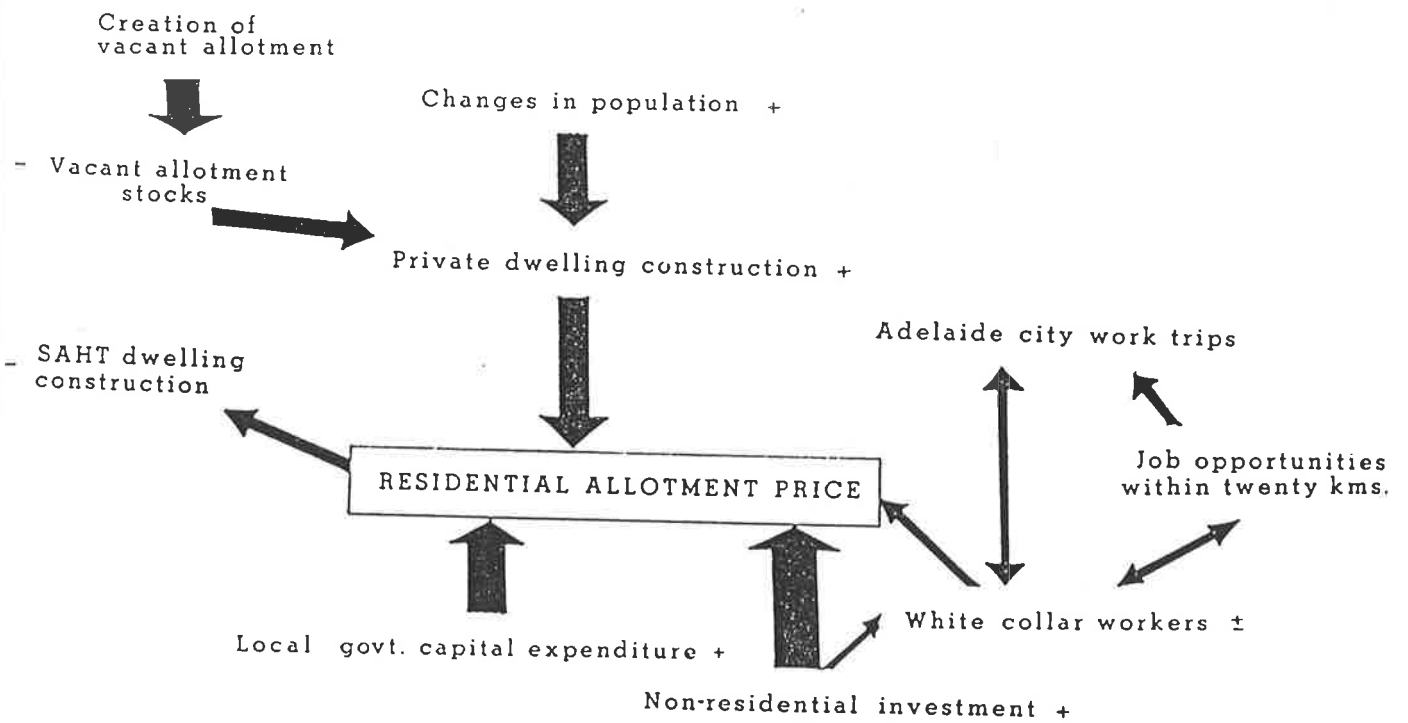 Creation of
vacant allotment
Changes in population +
- Vacant allotment
stocks
Private dwelling construction +
Adelaide city work trips
- SAHT dwelling
construction
Job opportunities
within twenty kms.
RESIDENTIAL ALLOTMENT PRICE
White collar workers ±
Local govt. capital expenditure +
Non-residential investment +